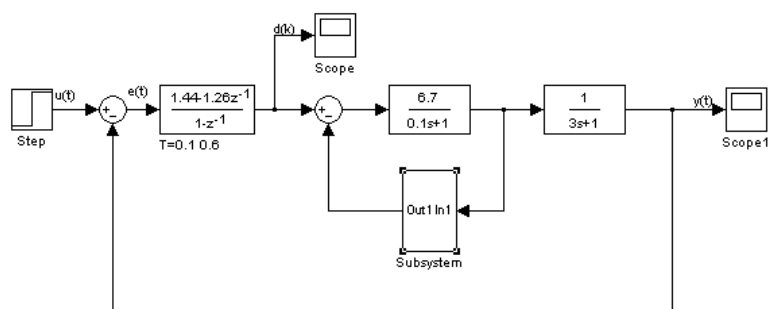 d(k)
Scope
u(t)
e(t)
1.44-1.26z⁻¹
1-z⁻¹
T=0.1 0.6
Step
+
−
+
−
6.7
0.1s+1
1
3s+1
y(t)
Scope1
Out1 In1
Subsystem